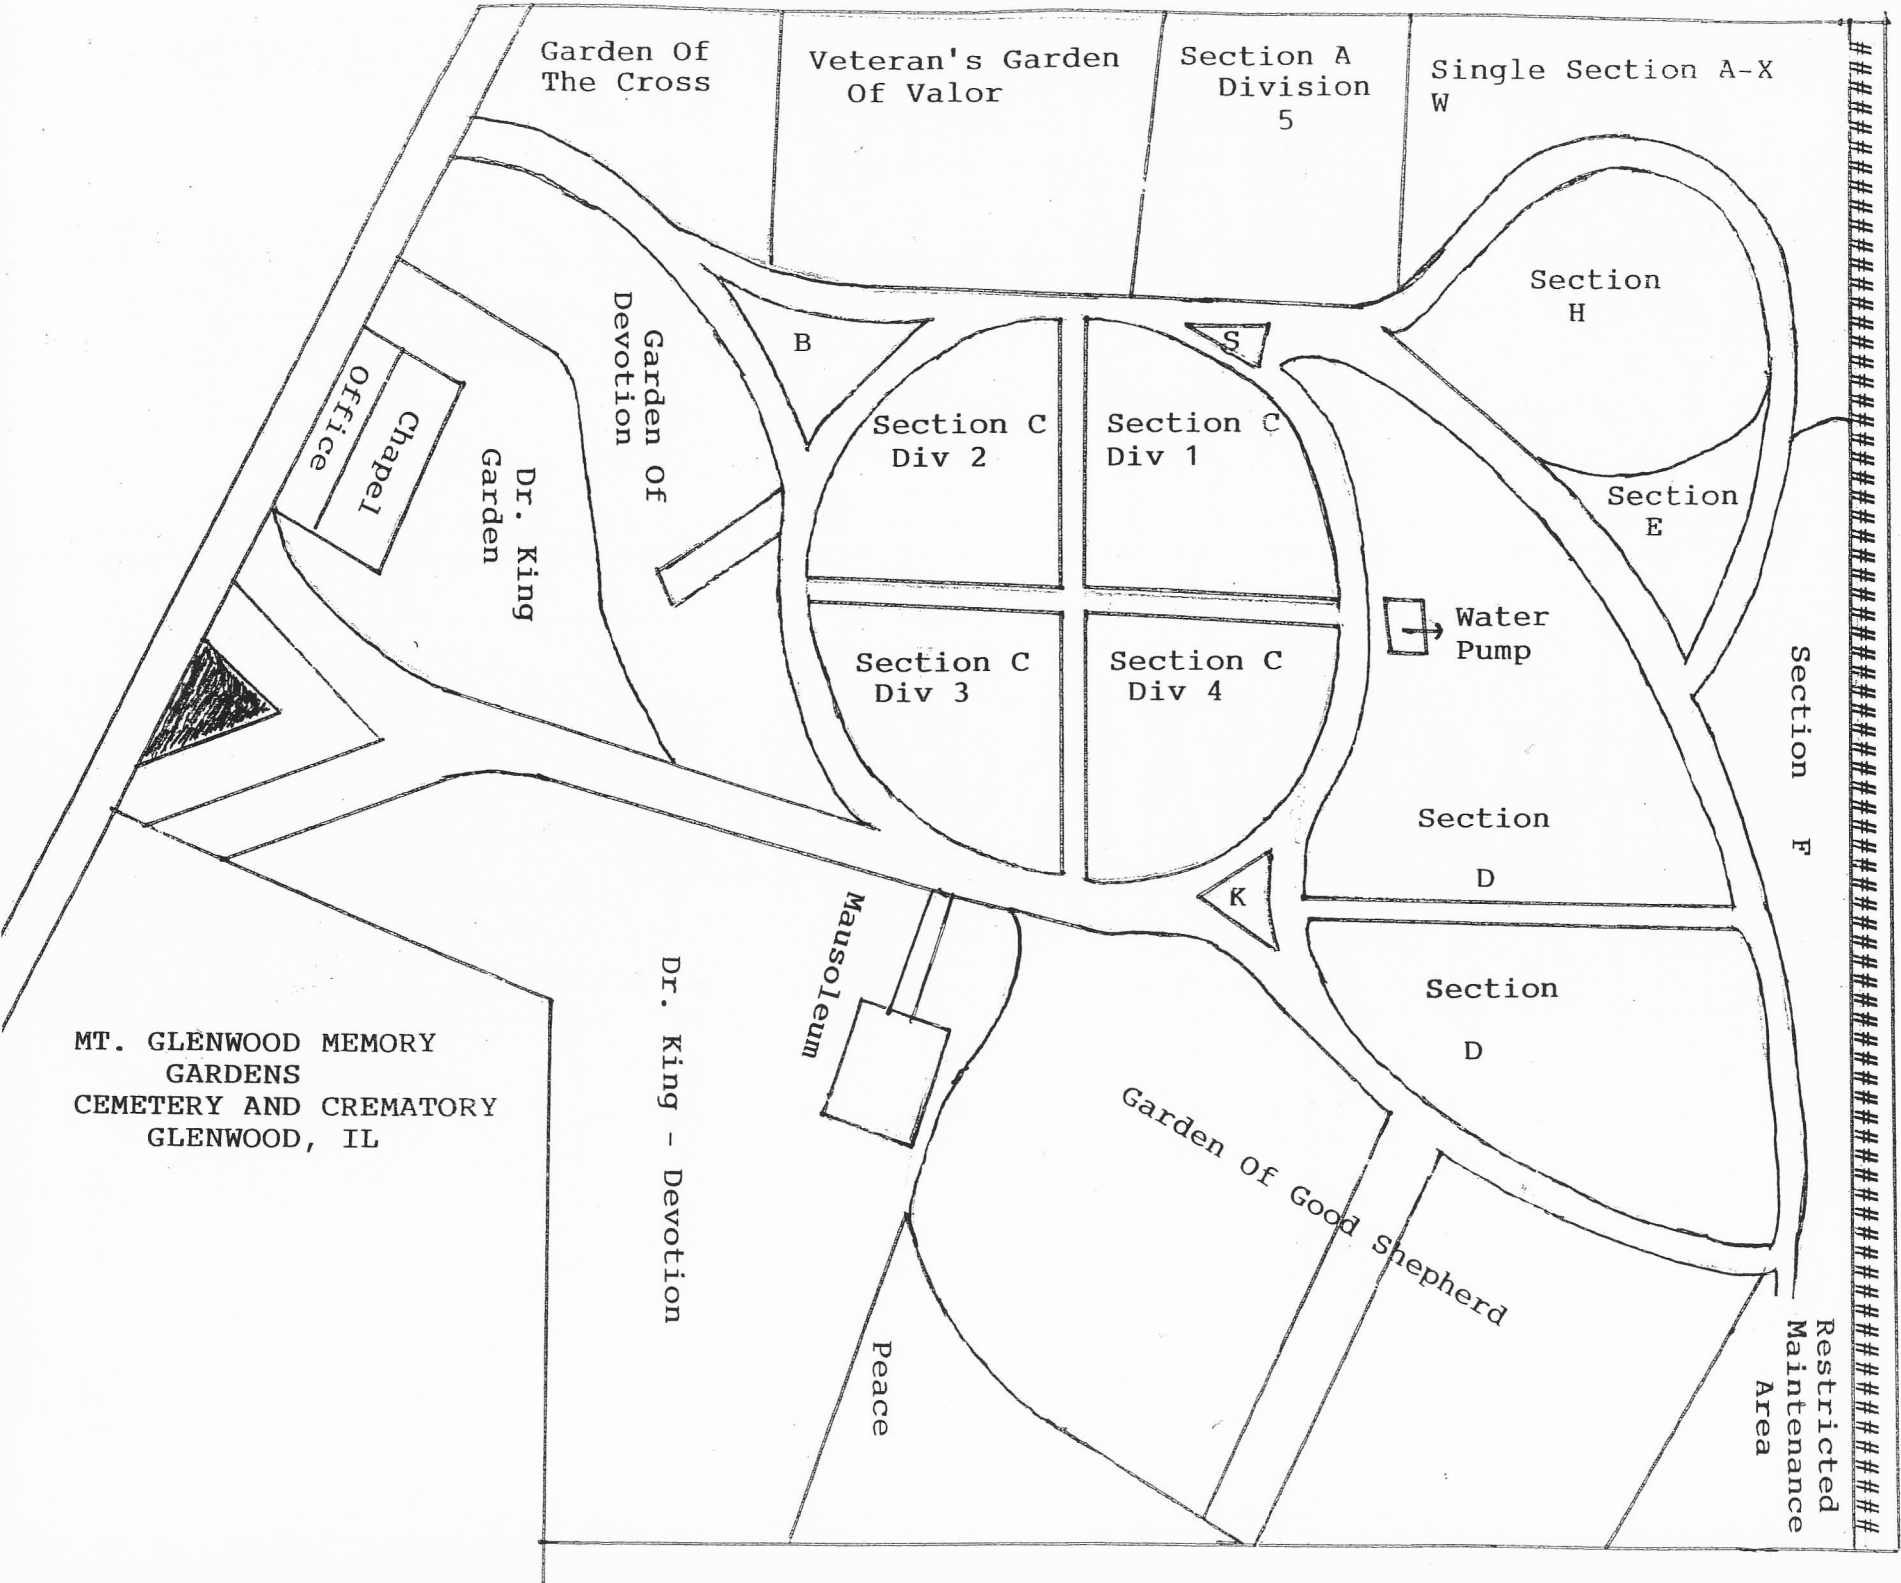 Garden Of
The Cross
Veteran's Garden
Of Valor
Section A
Division
5
Single Section A-X
W
Section
H
Garden Of
Devotion
B
S
Office
Chapel
Section C
Div 2
Section C
Div 1
Dr. King
Garden
Section
E
Water
Pump
Section C
Div 3
Section C
Div 4
Section F
Section
D
K
Mausoleum
Section
D
Dr. King - Devotion
MT. GLENWOOD MEMORY
GARDENS
CEMETERY AND CREMATORY
GLENWOOD, IL
Garden Of Good Shepherd
Peace
Restricted
Maintenance
Area